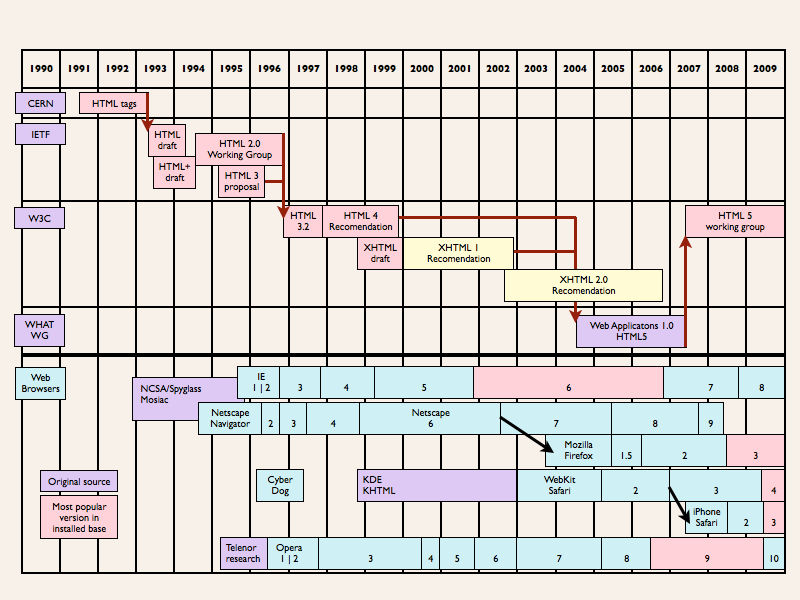 1990 1991 1992 1993 1994 1995 1996 1997 1998 1999 2000 2001 2002 2003 2004 2005 2006 2007 2008 2009
CERN
HTML tags
IETF
HTML
draft
HTML+
draft
HTML 2.0
Working Group
HTML 3
proposal
W3C
HTML
3.2
HTML 4
Recomendation
HTML 5
working group
XHTML
draft
XHTML 1
Recomendation
XHTML 2.0
Recomendation
WHAT
WG
Web Applicatons 1.0
HTML5
Web
Browsers
NCSA/Spyglass
Mosiac
IE
1 | 2 3 4 5 6 7 8
Netscape
Navigator
2 3 4
Netscape
6
7 8 9
Mozilla
Firefox
1.5 2 3
Original source
Most popular
version in
installed base
Cyber
Dog
KDE
KHTML
WebKit
Safari
2 3 4
iPhone
Safari
2 3
Telenor
research
Opera
1 | 2 3 4 5 6 7 8 9 10